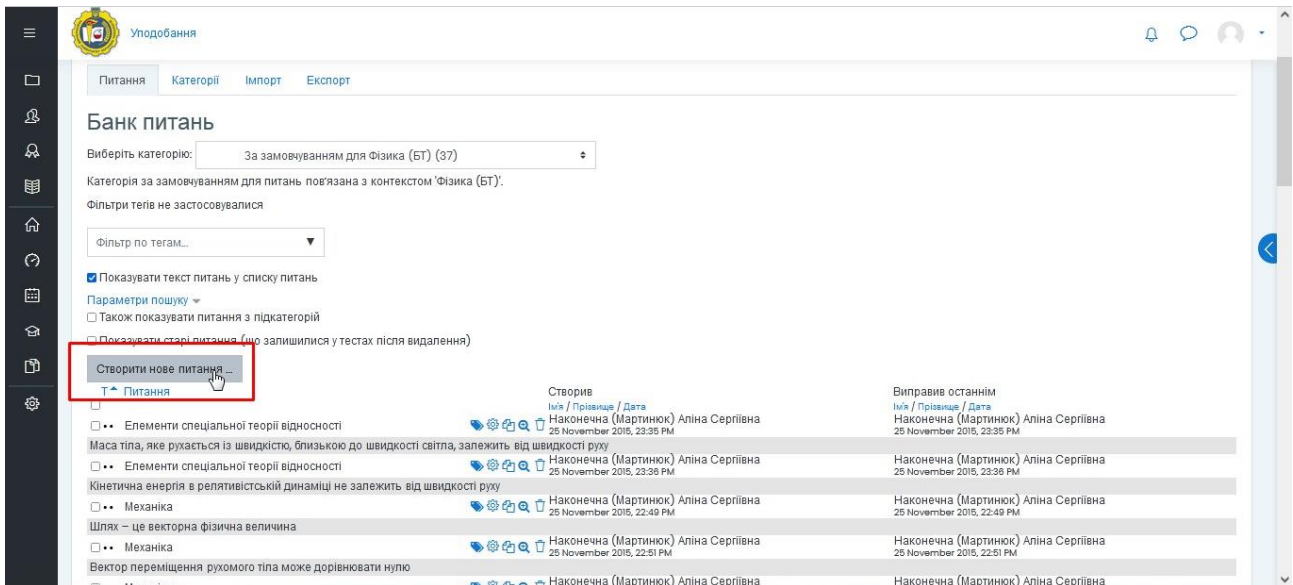 Уподобання
Питання Категорії Імпорт Експорт
Банк питань
Виберіть категорію: За замовчуванням для Фізика (БТ) (37)
Категорія за замовчуванням для питань пов'язана з контекстом 'Фізика (БТ)'.
Фільтри тегів не застосовувалися
Фільтр по тегам...
Показувати текст питань у списку питань
Параметри пошуку
Також показувати питання з підкатегорій
Показувати старі питання (що залишилися у тестах після видалення)
Створити нове питання ...
Т Питання Створив Виправив останнім
Ім'я / Прізвище / Дата Ім'я / Прізвище / Дата
Елементи спеціальної теорії відносності Наконечна (Мартинюк) Аліна Сергіївна Наконечна (Мартинюк) Аліна Сергіївна
25 November 2015, 23:35 PM 25 November 2015, 23:35 PM
Маса тіла, яке рухається із швидкістю, близькою до швидкості світла, залежить від швидкості руху
Елементи спеціальної теорії відносності Наконечна (Мартинюк) Аліна Сергіївна Наконечна (Мартинюк) Аліна Сергіївна
25 November 2015, 23:36 PM 25 November 2015, 23:36 PM
Кінетична енергія в релятивістській динаміці не залежить від швидкості руху
Механіка Наконечна (Мартинюк) Аліна Сергіївна Наконечна (Мартинюк) Аліна Сергіївна
25 November 2015, 22:49 PM 25 November 2015, 22:49 PM
Шлях – це векторна фізична величина
Механіка Наконечна (Мартинюк) Аліна Сергіївна Наконечна (Мартинюк) Аліна Сергіївна
25 November 2015, 22:51 PM 25 November 2015, 22:51 PM
Вектор переміщення рухомого тіла може дорівнювати нулю
Наконечна (Мартинюк) Аліна Сергіївна Наконечна (Мартинюк) Аліна Сергіївна